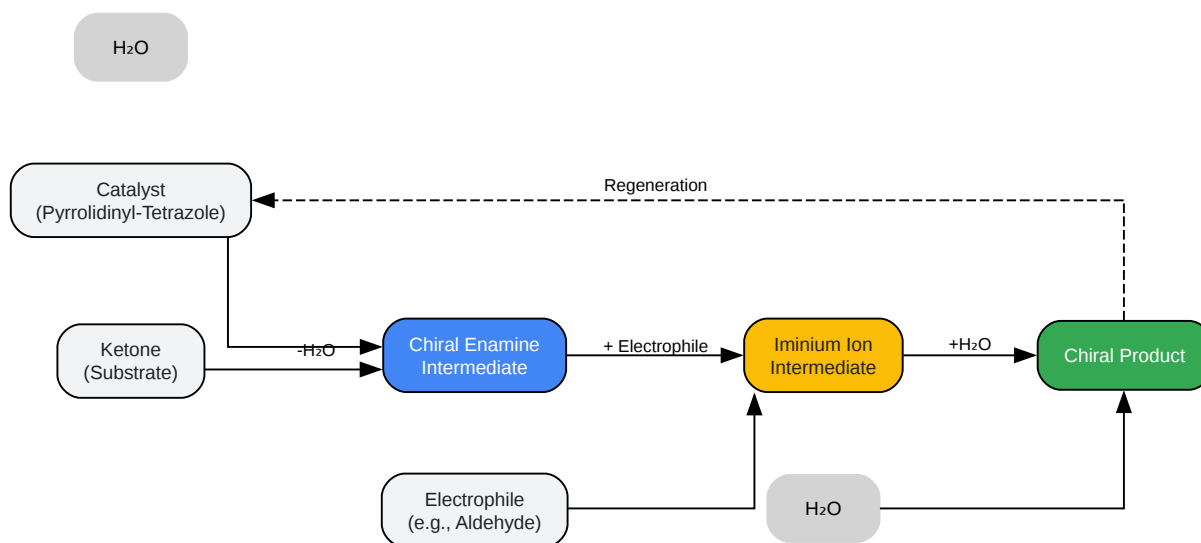 H₂O
Catalyst
(Pyrrolidinyl-Tetrazole)
Regeneration
Ketone
(Substrate)
-H₂O
Chiral Enamine
Intermediate
+ Electrophile
Iminium Ion
Intermediate
+H₂O
Chiral Product
Electrophile
(e.g., Aldehyde)
H₂O